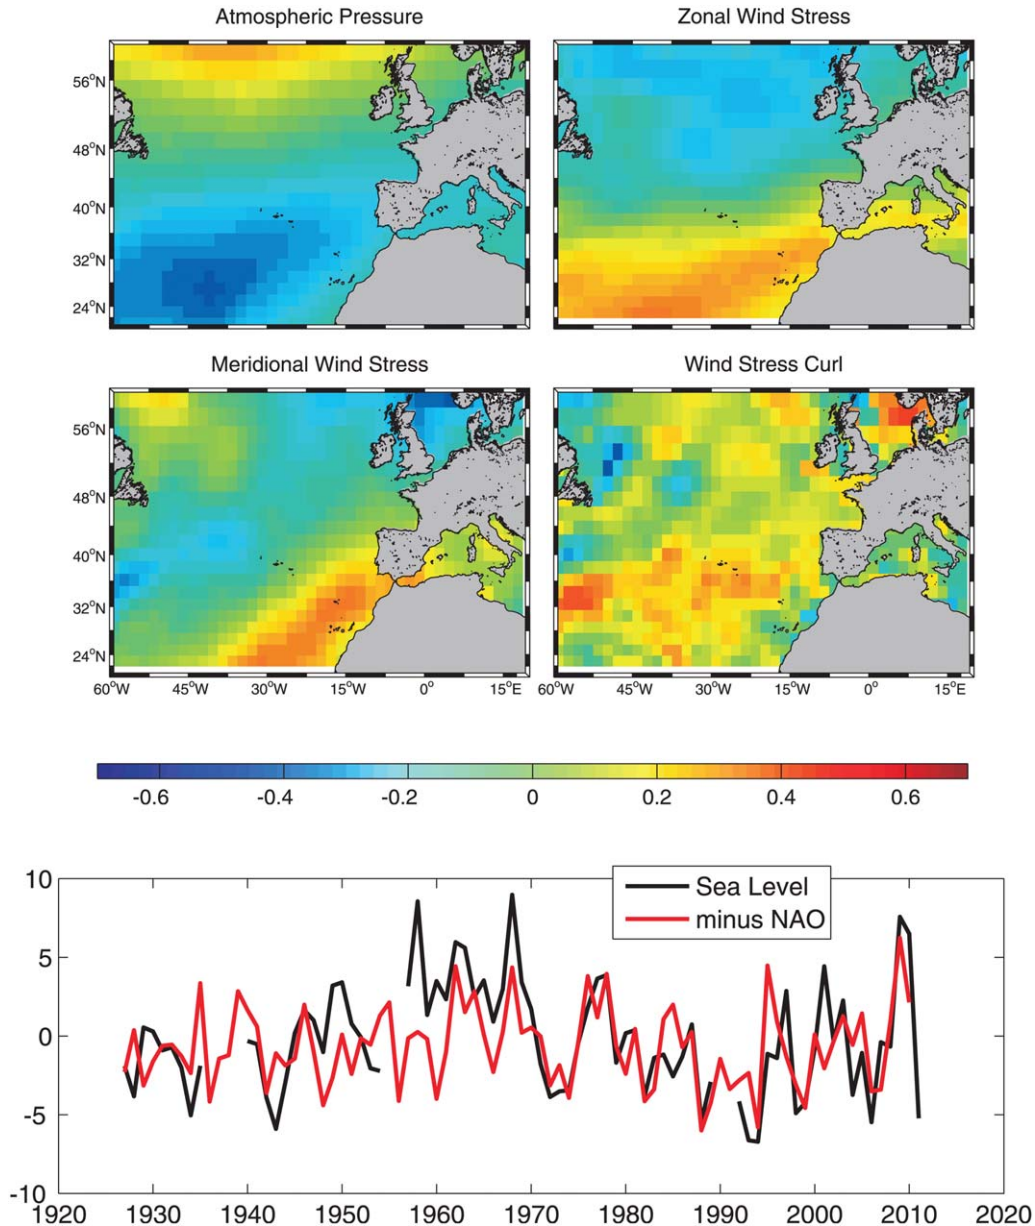 Atmospheric Pressure
Zonal Wind Stress
56°N
48°N
40°N
32°N
24°N
Meridional Wind Stress
Wind Stress Curl
56°N
48°N
40°N
32°N
24°N
60°W 45°W 30°W 15°W 0° 15°E
60°W 45°W 30°W 15°W 0° 15°E
-0.6 -0.4 -0.2 0 0.2 0.4 0.6
10
5
0
-5
-10
Sea Level
minus NAO
1920 1930 1940 1950 1960 1970 1980 1990 2000 2010 2020